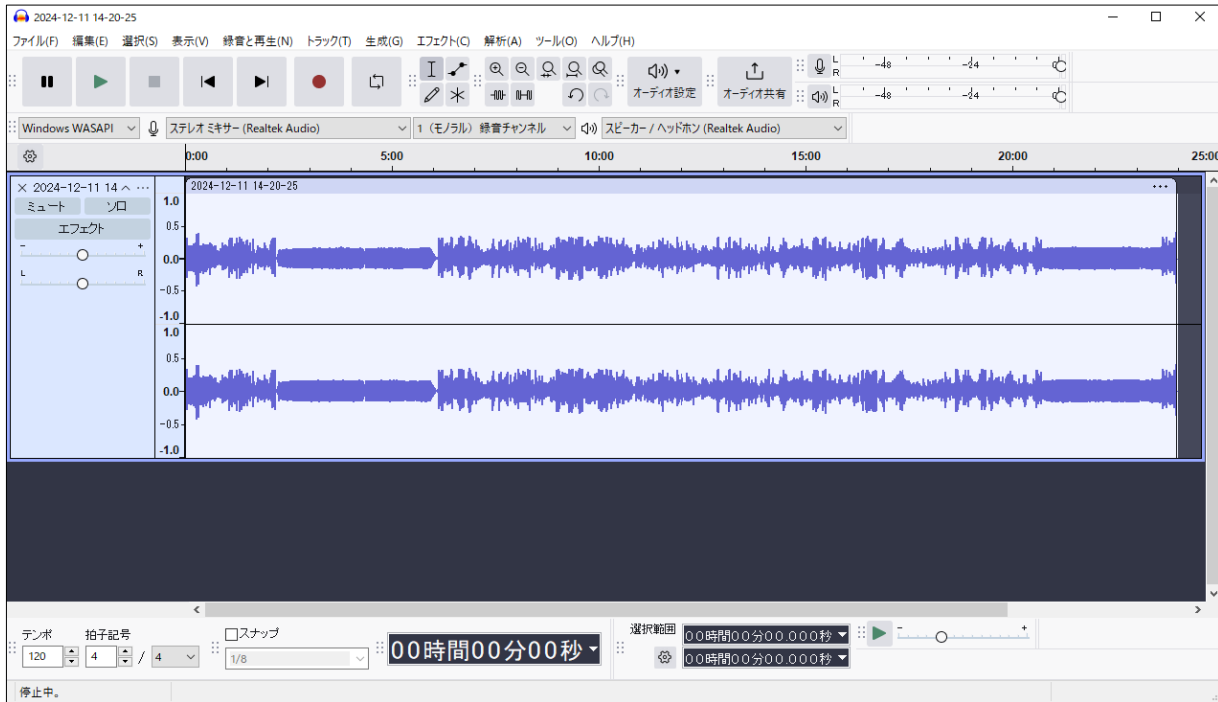 2024-12-11 14-20-25
ファイル(F) 編集(E) 選択(S) 表示(V) 録音と再生(N) トラック(T) 生成(G) エフェクト(C) 解析(A) ツール(O) ヘルプ(H)
オーディオ設定 オーディオ共有
L R -48 -24 0
L R -48 -24 0
Windows WASAPI ステレオ ミキサー (Realtek Audio) 1（モノラル）録音チャンネル スピーカー / ヘッドホン (Realtek Audio)
0:00 5:00 10:00 15:00 20:00 25:00
2024-12-11 14 ...
2024-12-11 14-20-25 ...
ミュート ソロ
エフェクト
- +
L R
1.0
0.5
0.0
-0.5
-1.0
1.0
0.5
0.0
-0.5
-1.0
テンポ 拍子記号
120 4 / 4
スナップ
1/8
00時間00分00秒
選択範囲
00時間00分00.000秒
00時間00分00.000秒
- +
停止中。